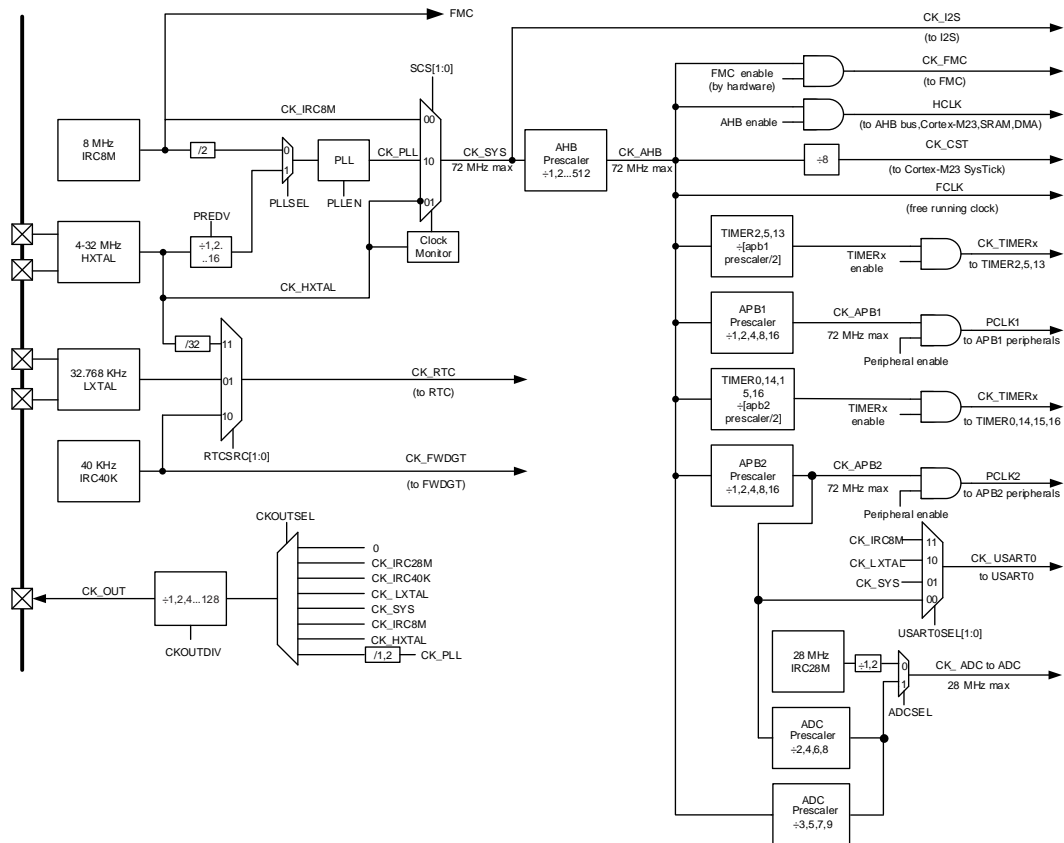 FMC
CK_I2S
(to I2S)
SCS[1:0]
CK_FMC
FMC enable
(by hardware)
(to FMC)
CK_IRC8M
00
HCLK
AHB enable
(to AHB bus,Cortex-M23,SRAM,DMA)
8 MHz
IRC8M
/2
0
1
PLL
CK_PLL
10
CK_SYS
72 MHz max
AHB
Prescaler
÷1,2...512
CK_AHB
72 MHz max
CK_CST
÷8
(to Cortex-M23 SysTick)
PLLSEL
PLLEN
01
FCLK
(free running clock)
PREDV
4-32 MHz
HXTAL
÷1,2.
..16
Clock
Monitor
TIMER2,5,13
÷[apb1
prescaler/2]
TIMERx
enable
CK_TIMERx
to TIMER2,5,13
CK_HXTAL
APB1
Prescaler
÷1,2,4,8,16
CK_APB1
72 MHz max
PCLK1
to APB1 peripherals
Peripheral enable
/32
11
32.768 KHz
LXTAL
01
CK_RTC
(to RTC)
10
TIMER0,14,1
5,16
÷[apb2
prescaler/2]
TIMERx
enable
CK_TIMERx
to TIMER0,14,15,16
RTCSRC[1:0]
40 KHz
IRC40K
CK_FWDGT
(to FWDGT)
APB2
Prescaler
÷1,2,4,8,16
CK_APB2
72 MHz max
PCLK2
to APB2 peripherals
Peripheral enable
CKOUTSEL
0
CK_IRC28M
CK_IRC40K
CK_LXTAL
CK_SYS
CK_IRC8M
CK_HXTAL
/1,2
CK_PLL
CK_OUT
÷1,2,4...128
CKOUTDIV
CK_IRC8M
11
CK_LXTAL
10
CK_SYS
01
00
CK_USART0
to USART0
USART0SEL[1:0]
28 MHz
IRC28M
÷1,2
0
1
CK_ ADC to ADC
28 MHz max
ADCSEL
ADC
Prescaler
÷2,4,6,8
ADC
Prescaler
÷3,5,7,9